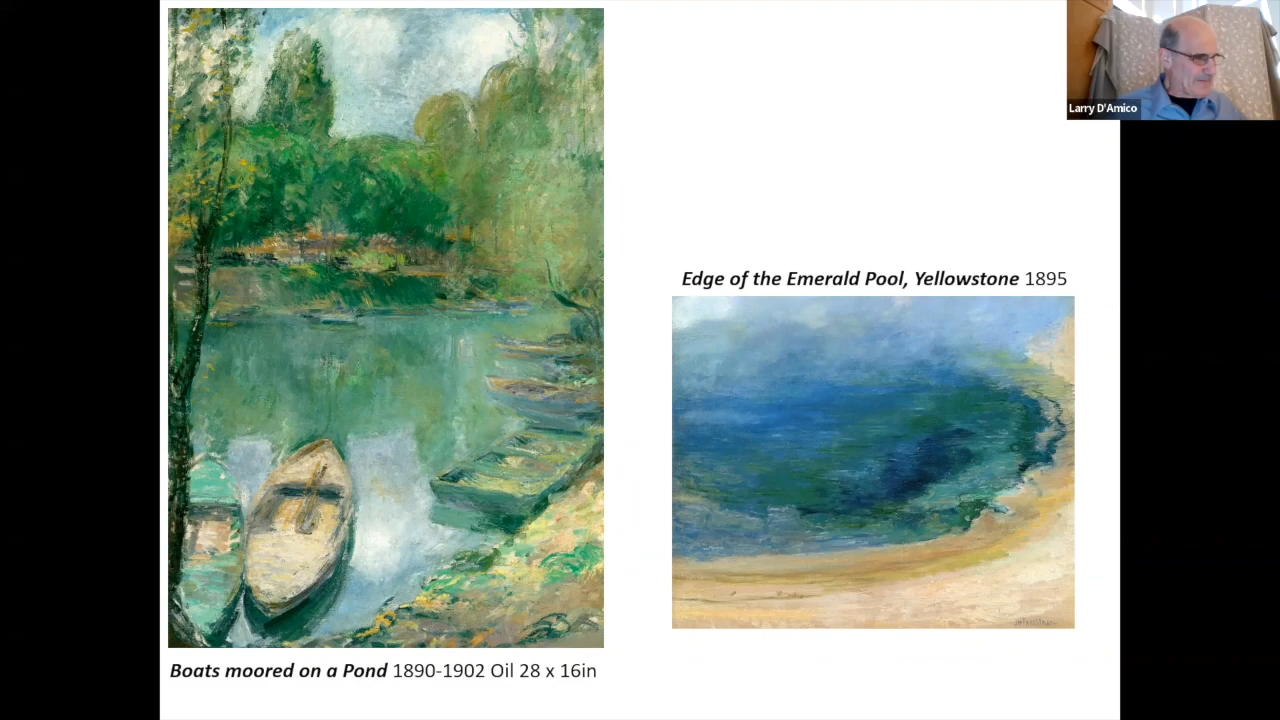 Larry D'Amico
Edge of the Emerald Pool, Yellowstone 1895
Boats moored on a Pond 1890-1902 Oil 28 x 16in